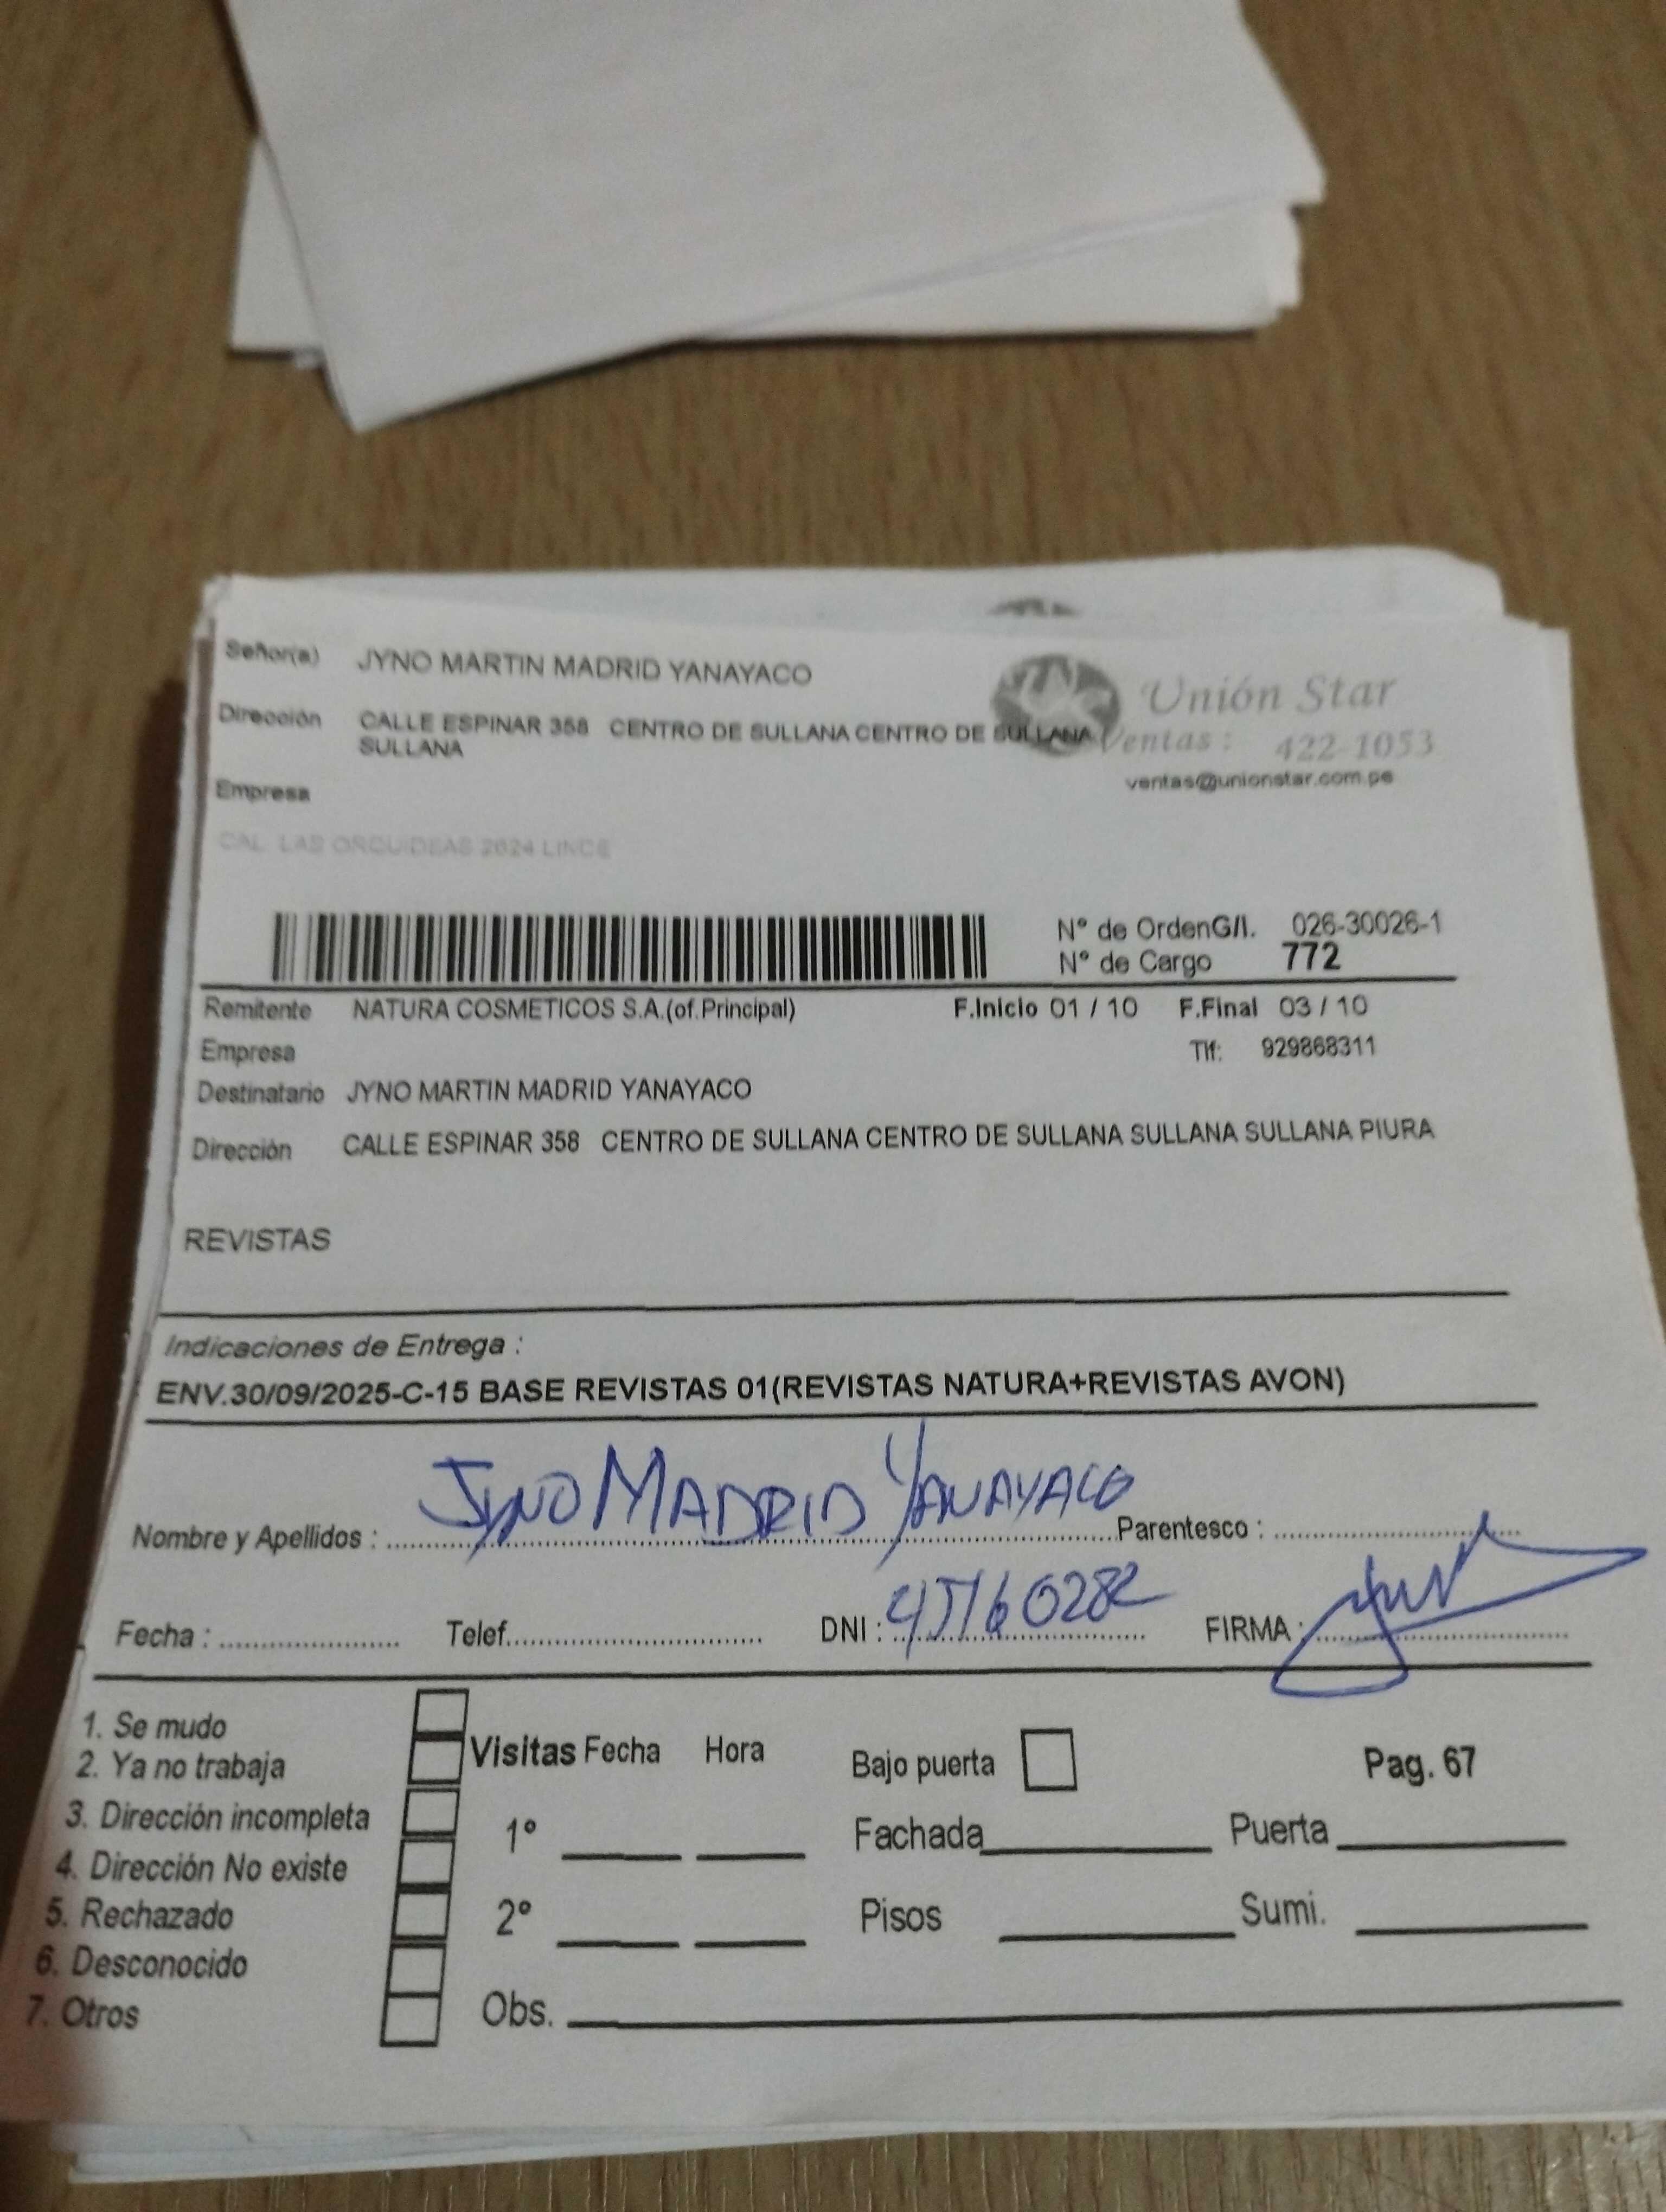 Señor(a) JYNO MARTIN MADRID YANAYACO
Unión Star
Dirección CALLE ESPINAR 358 CENTRO DE SULLANA CENTRO DE SULLANA
SULLANA
Ventas: 422-1053
ventas@unionstar.com.pe
Empresa
CAL. LAS ORQUIDEAS 2624 LINCE
N° de OrdenG/I. 026-30026-1
N° de Cargo 772
Remitente NATURA COSMETICOS S.A.(of.Principal) F.Inicio 01 / 10 F.Final 03 / 10
Empresa Tlf: 929868311
Destinatario JYNO MARTIN MADRID YANAYACO
Dirección CALLE ESPINAR 358 CENTRO DE SULLANA CENTRO DE SULLANA SULLANA SULLANA PIURA
REVISTAS
Indicaciones de Entrega :
ENV.30/09/2025-C-15 BASE REVISTAS 01(REVISTAS NATURA+REVISTAS AVON)
Nombre y Apellidos : JYNO MADRID YANAYACO Parentesco :
Fecha : Telef. DNI : 45160282 FIRMA :
1. Se mudo
2. Ya no trabaja
3. Dirección incompleta
4. Dirección No existe
5. Rechazado
6. Desconocido
7. Otros
Visitas Fecha Hora Bajo puerta Pag. 67
1° Fachada Puerta
2° Pisos Sumi.
Obs.